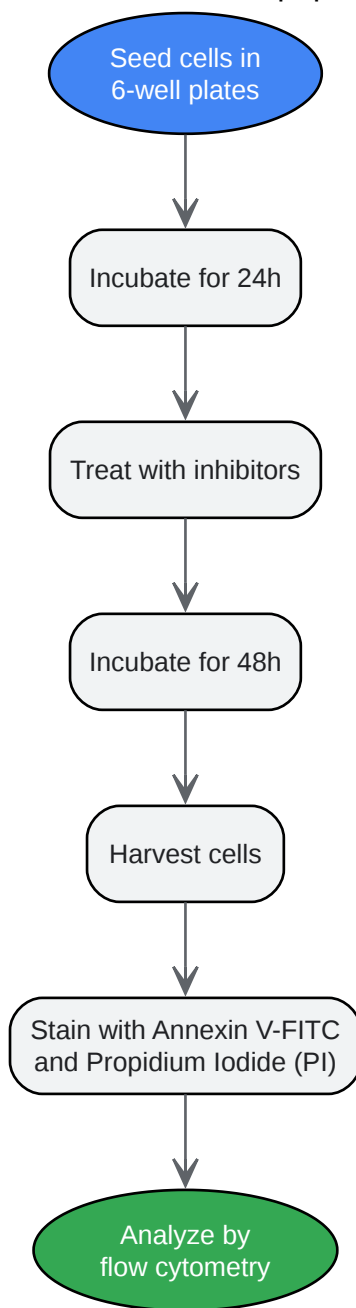 Seed cells in
6-well plates
Incubate for 24h
Treat with inhibitors
Incubate for 48h
Harvest cells
Stain with Annexin V-FITC
and Propidium Iodide (PI)
Analyze by
flow cytometry